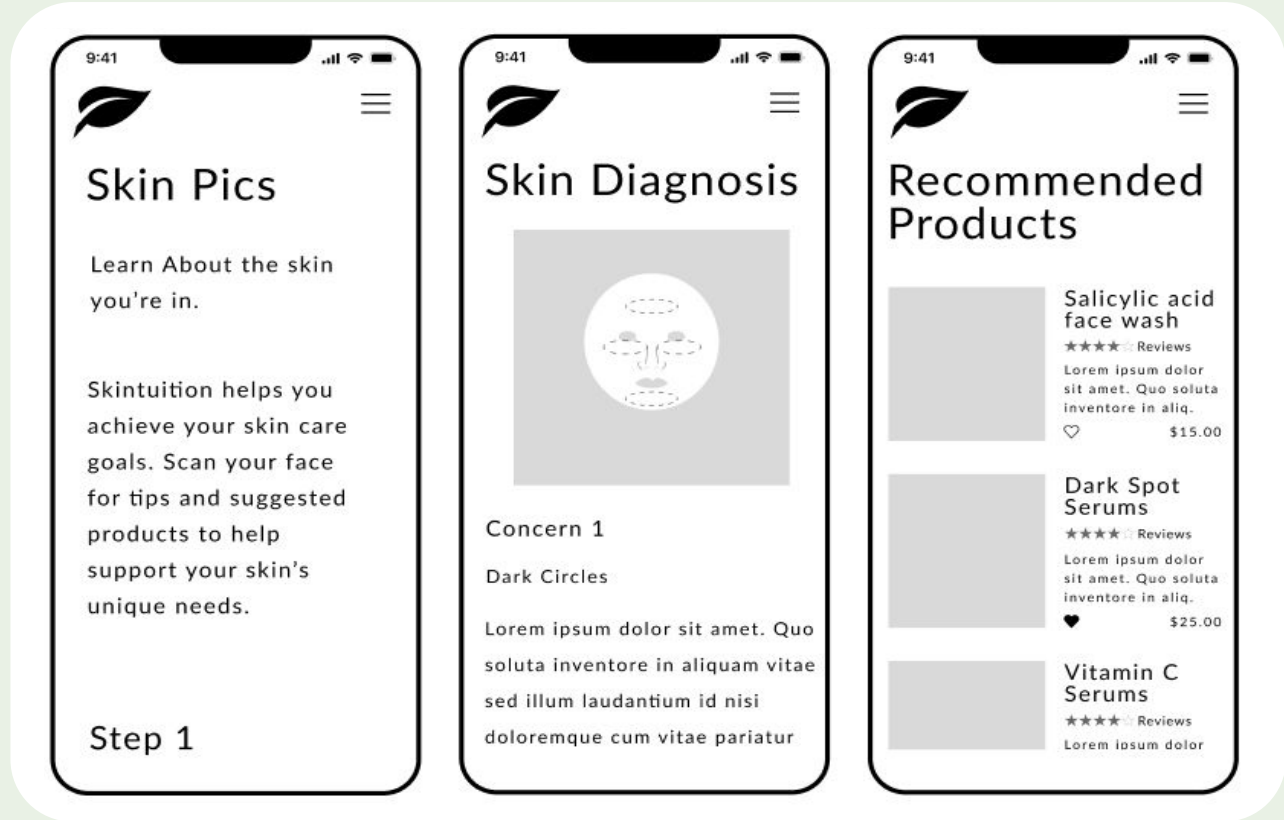 9:41
Skin Pics
Learn About the skin
you’re in.
Skintuition helps you
achieve your skin care
goals. Scan your face
for tips and suggested
products to help
support your skin’s
unique needs.
Step 1
9:41
Skin Diagnosis
Concern 1
Dark Circles
Lorem ipsum dolor sit amet. Quo
soluta inventore in aliquam vitae
sed illum laudantium id nisi
doloremque cum vitae pariatur
9:41
Recommended
Products
Salicylic acid
face wash
★★★★☆ Reviews
Lorem ipsum dolor
sit amet. Quo soluta
inventore in aliq.
$15.00
Dark Spot
Serums
★★★★☆ Reviews
Lorem ipsum dolor
sit amet. Quo soluta
inventore in aliq.
$25.00
Vitamin C
Serums
★★★★☆ Reviews
Lorem ipsum dolor